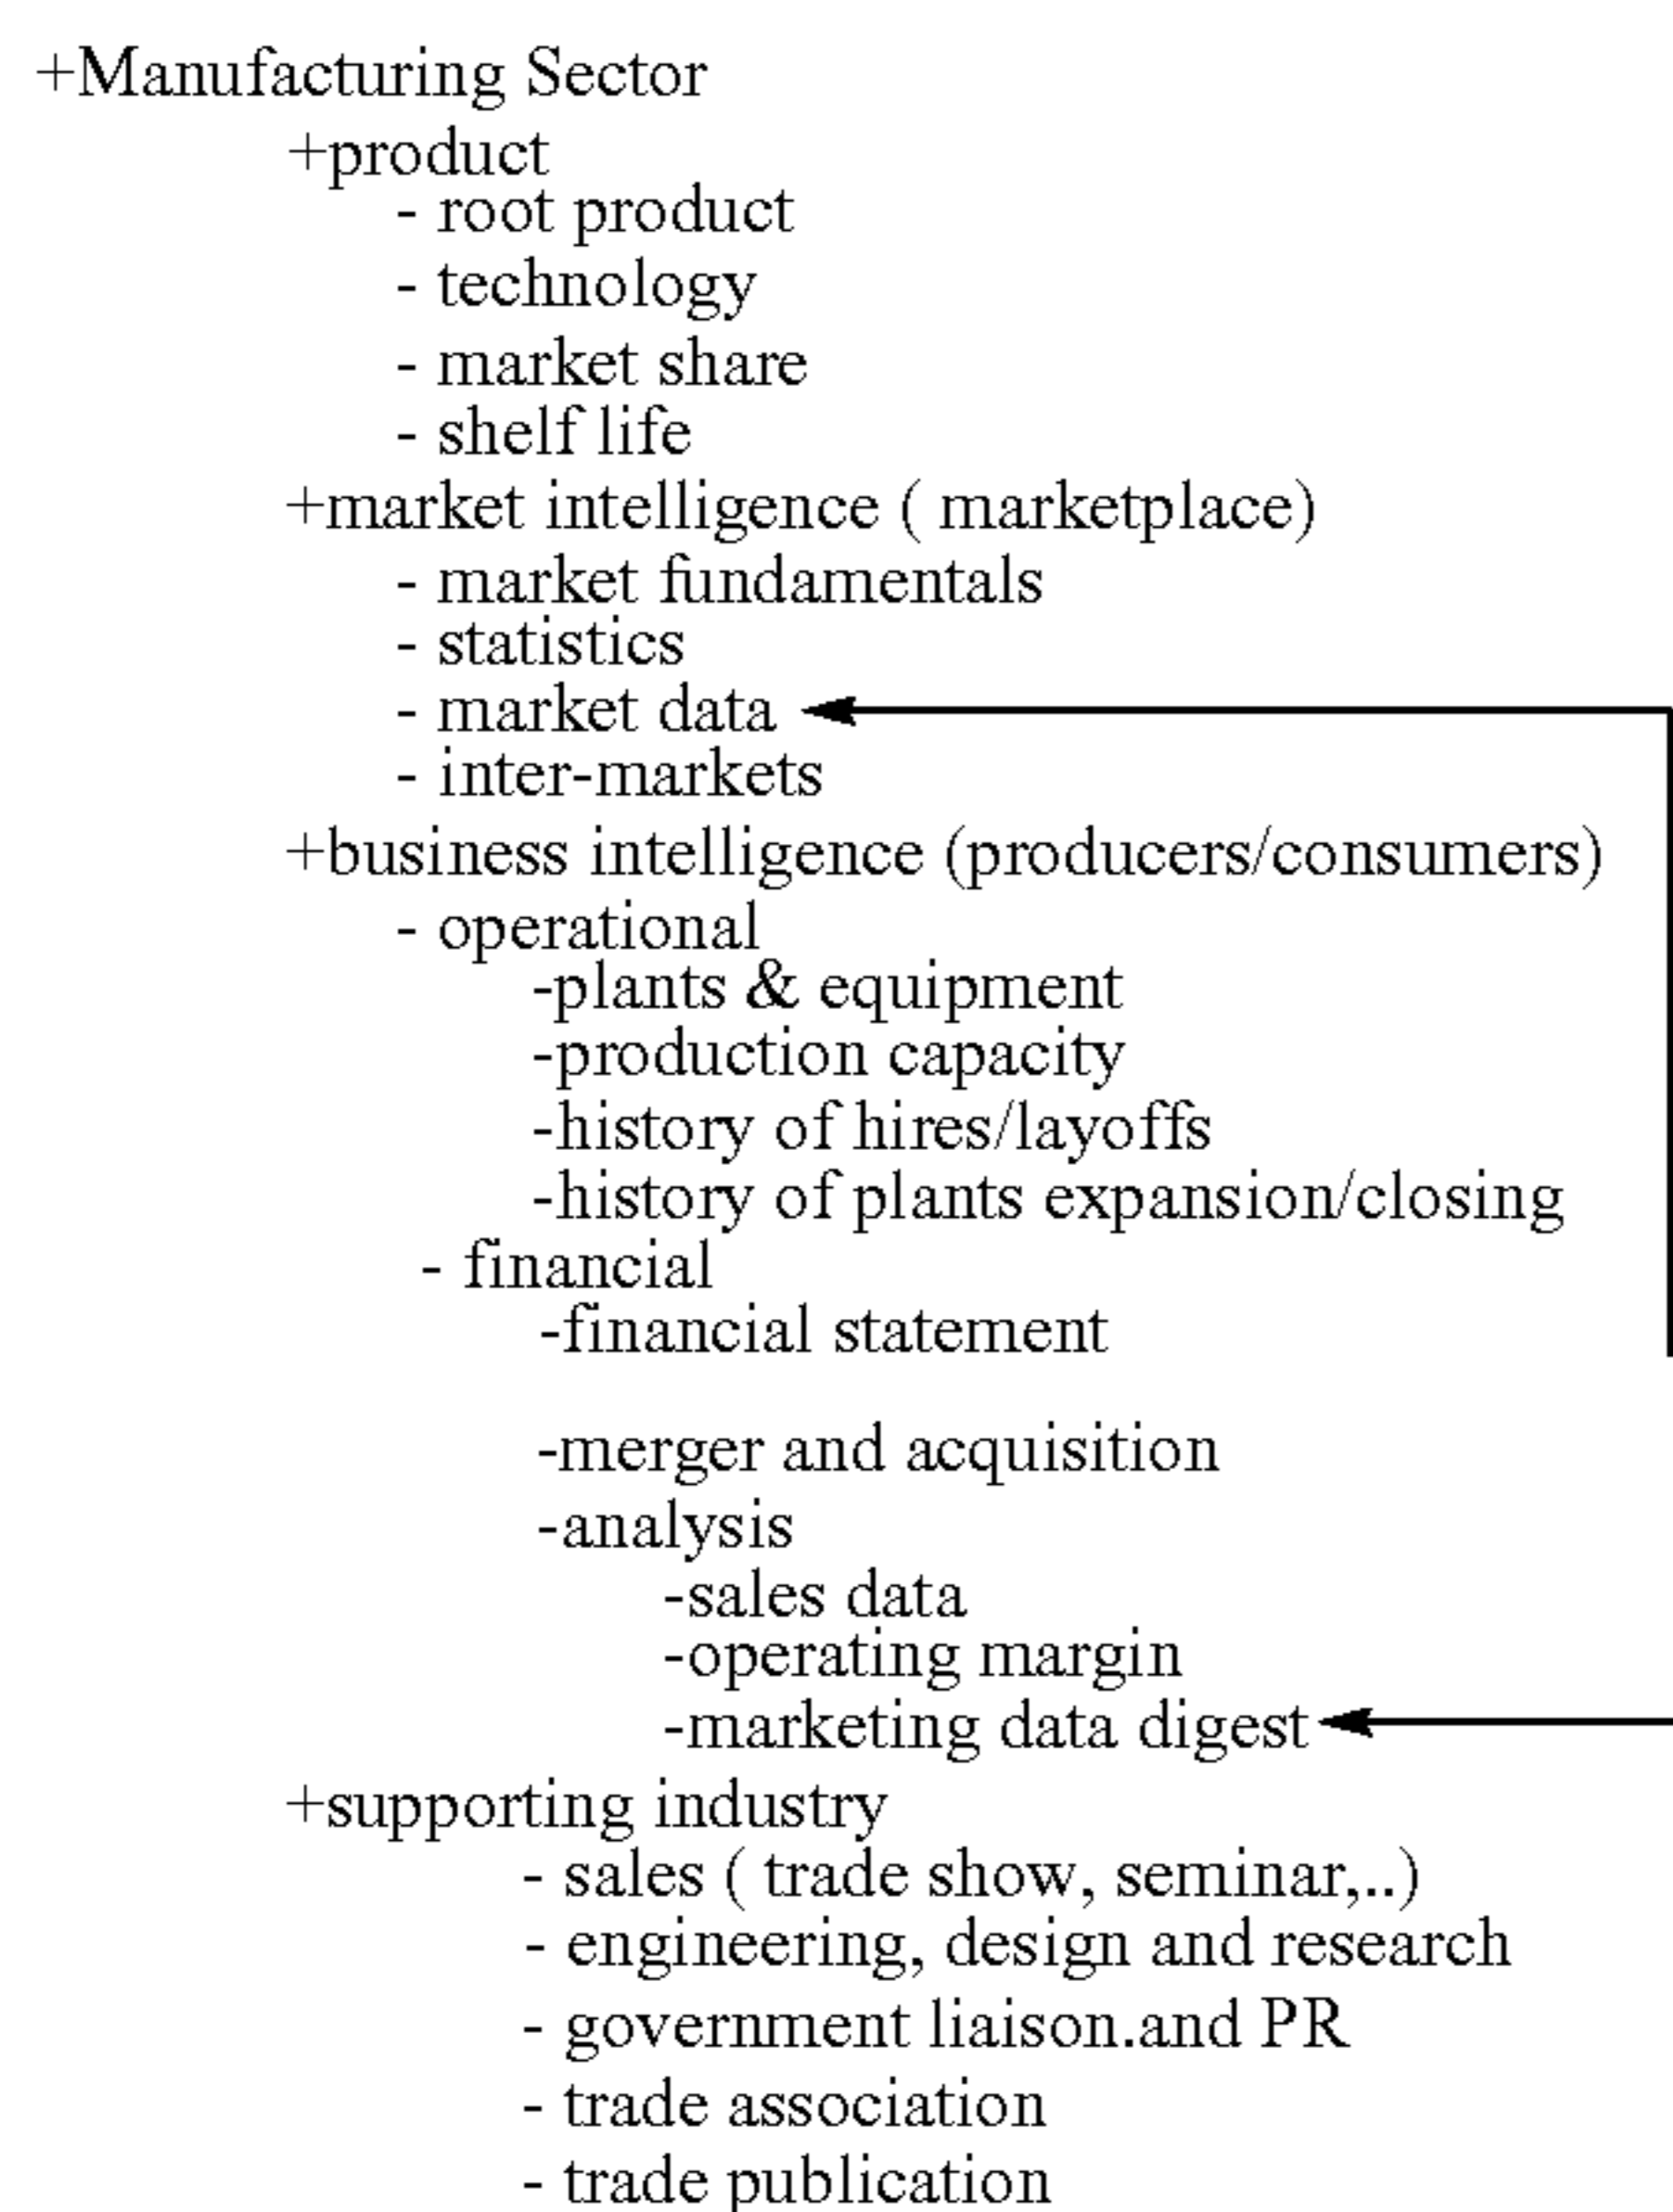 +Manufacturing Sector
+product
- root product
- technology
- market share
- shelf life
+market intelligence ( marketplace)
- market fundamentals
- statistics
- market data
- inter-markets
+business intelligence (producers/consumers)
- operational
-plants & equipment
-production capacity
-history of hires/layoffs
-history of plants expansion/closing
- financial
-financial statement
-merger and acquisition
-analysis
-sales data
-operating margin
-marketing data digest
+supporting industry
- sales ( trade show, seminar,..)
- engineering, design and research
- government liaison.and PR
- trade association
- trade publication